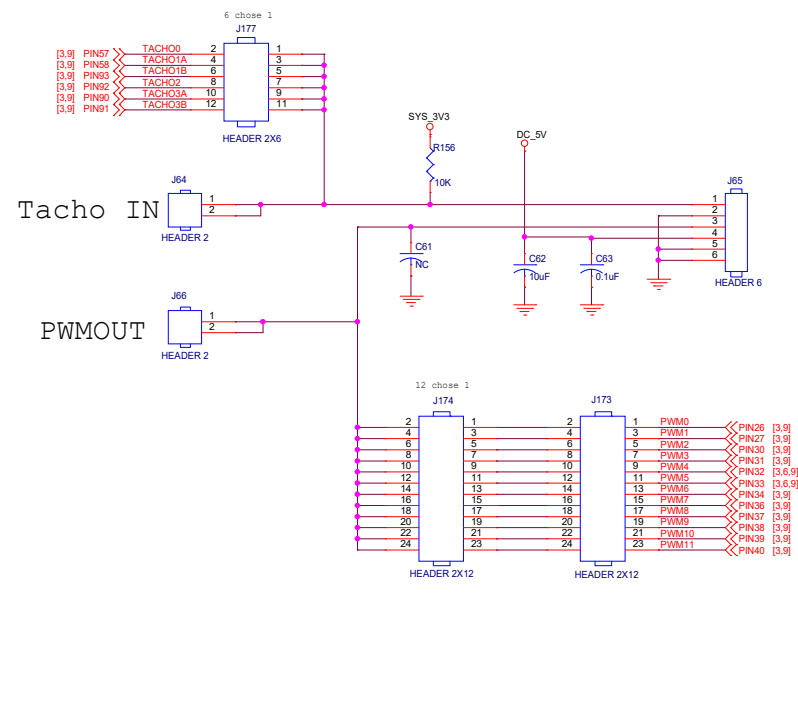 6 chose 1
J177
[3,9] PIN57 TACHO0 2 1
[3,9] PIN58 TACHO1A 4 3
[3,9] PIN93 TACHO1B 6 5
[3,9] PIN92 TACHO2 8 7
[3,9] PIN90 TACHO3A 10 9
[3,9] PIN91 TACHO3B 12 11
HEADER 2X6
SYS_3V3
DC_5V
R156
10K
J64
Tacho IN
1
2
HEADER 2
J65
1
2
3
4
5
6
HEADER 6
C61
NC
C62
10uF
C63
0.1uF
J66
PWMOUT
1
2
HEADER 2
12 chose 1
J174
J173
2 1 2 1 PWM0 PIN26 [3,9]
4 3 4 3 PWM1 PIN27 [3,9]
6 5 6 5 PWM2 PIN30 [3,9]
8 7 8 7 PWM3 PIN31 [3,9]
10 9 10 9 PWM4 PIN32 [3,6,9]
12 11 12 11 PWM5 PIN33 [3,6,9]
14 13 14 13 PWM6 PIN34 [3,9]
16 15 16 15 PWM7 PIN36 [3,9]
18 17 18 17 PWM8 PIN37 [3,9]
20 19 20 19 PWM9 PIN38 [3,9]
22 21 22 21 PWM10 PIN39 [3,9]
24 23 24 23 PWM11 PIN40 [3,9]
HEADER 2X12
HEADER 2X12